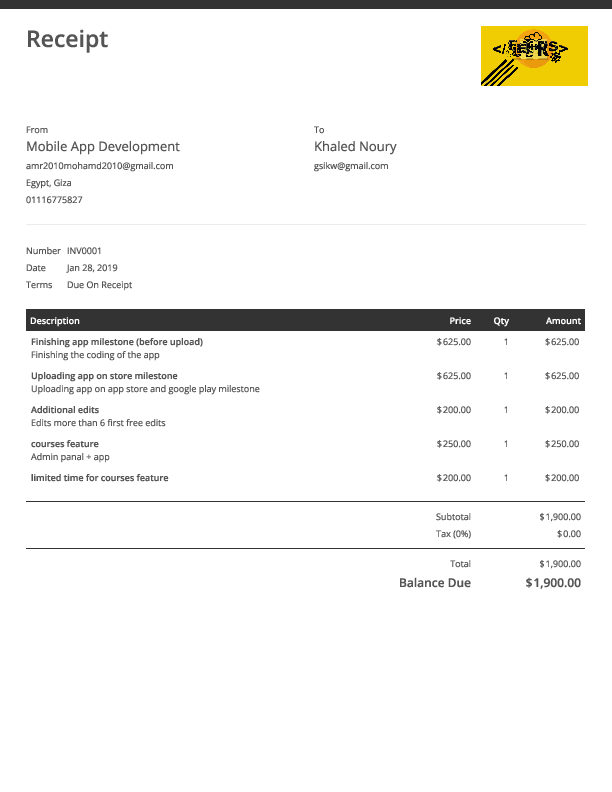 Receipt
From
Mobile App Development
amr2010mohamd2010@gmail.com
Egypt, Giza
01116775827
To
Khaled Noury
gsikw@gmail.com
Number INV0001
Date Jan 28, 2019
Terms Due On Receipt
Description Price Qty Amount
Finishing app milestone (before upload) $625.00 1 $625.00
Finishing the coding of the app
Uploading app on store milestone $625.00 1 $625.00
Uploading app on app store and google play milestone
Additional edits $200.00 1 $200.00
Edits more than 6 first free edits
courses feature $250.00 1 $250.00
Admin panal + app
limited time for courses feature $200.00 1 $200.00
Subtotal $1,900.00
Tax (0%) $0.00
Total $1,900.00
Balance Due $1,900.00